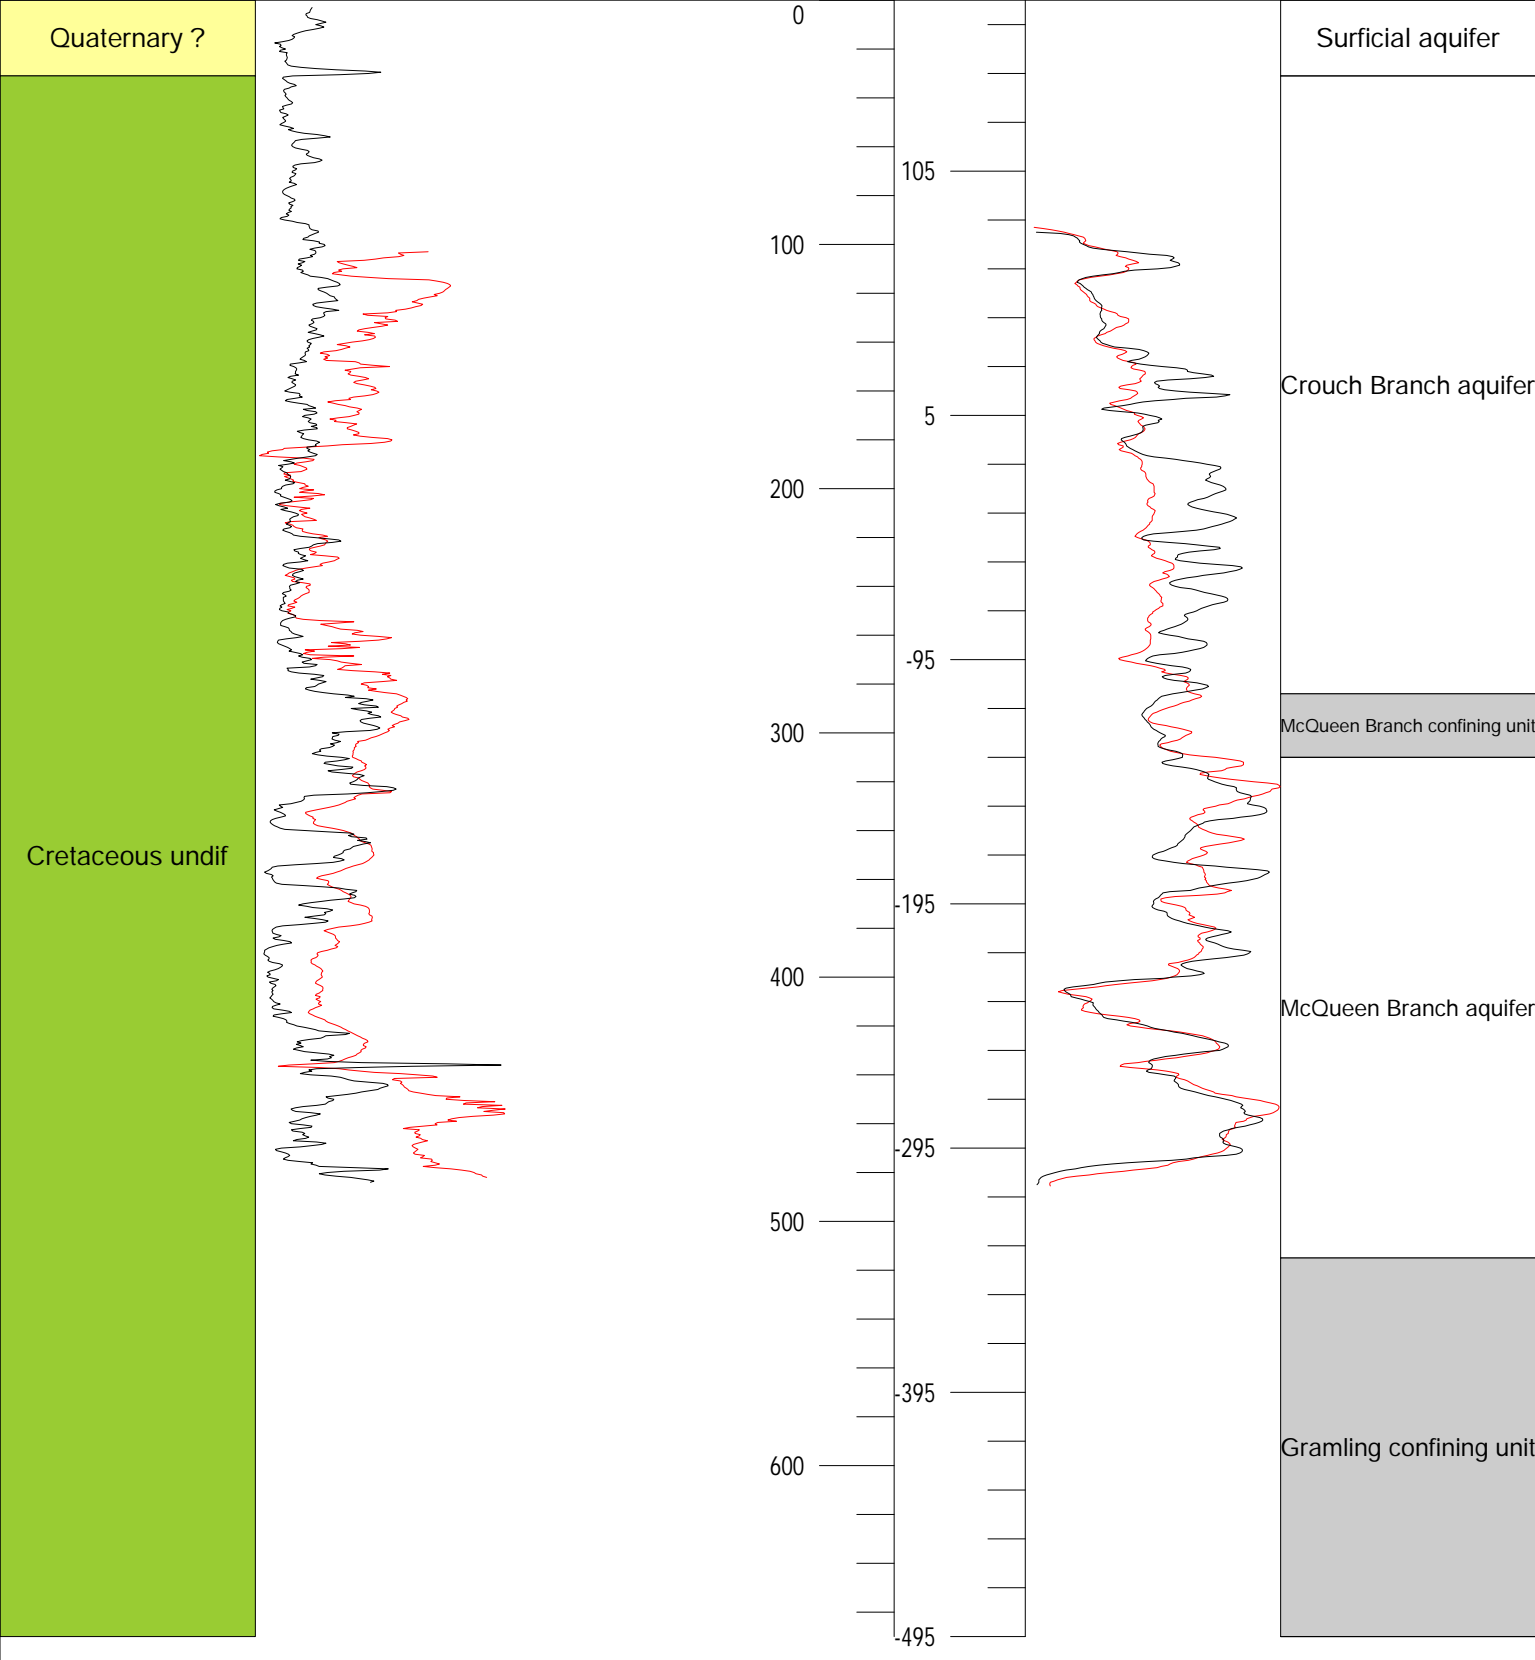 Quaternary ?
0
Surficial aquifer
105
100
Crouch Branch aquifer
5
200
-95
McQueen Branch confining unit
300
Cretaceous undif
-195
400
McQueen Branch aquifer
-295
500
-395
Gramling confining unit
600
-495